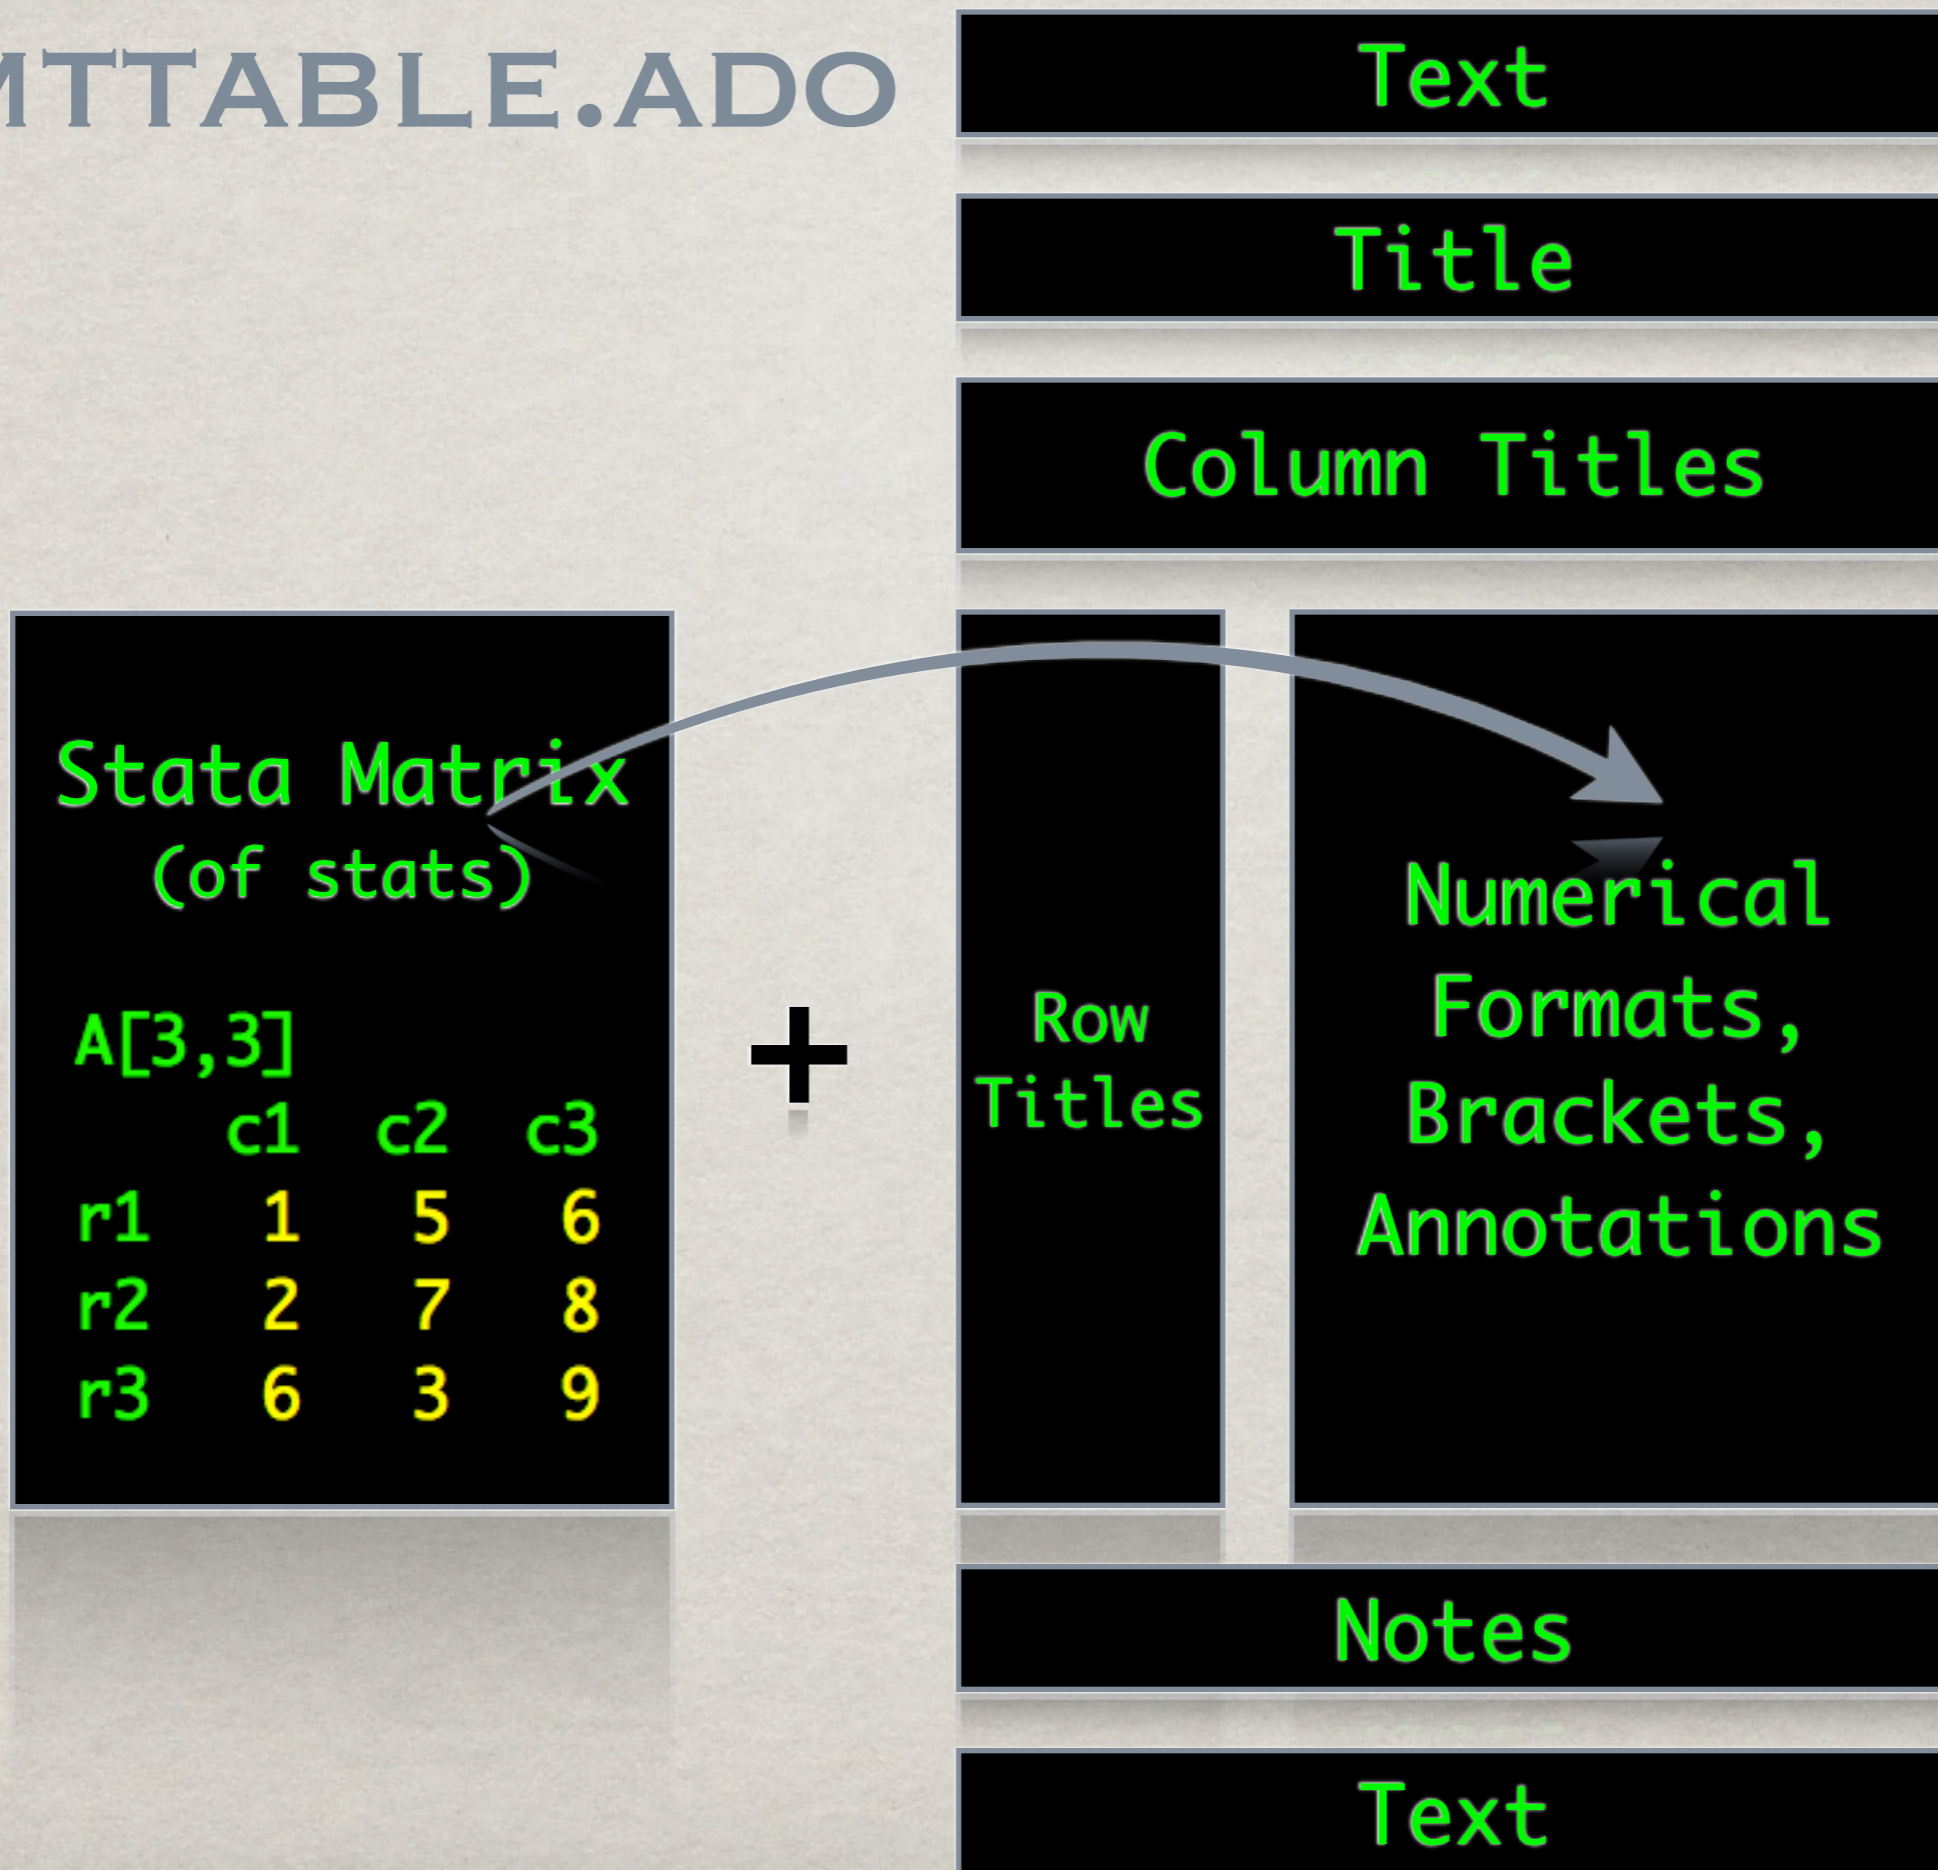 MTTABLE.ADO
Text
Title
Column Titles
Stata Matrix
(of stats)
A[3,3]
c1 c2 c3
r1 1 5 6
r2 2 7 8
r3 6 3 9
+
Row
Titles
Numerical
Formats,
Brackets,
Annotations
Notes
Text